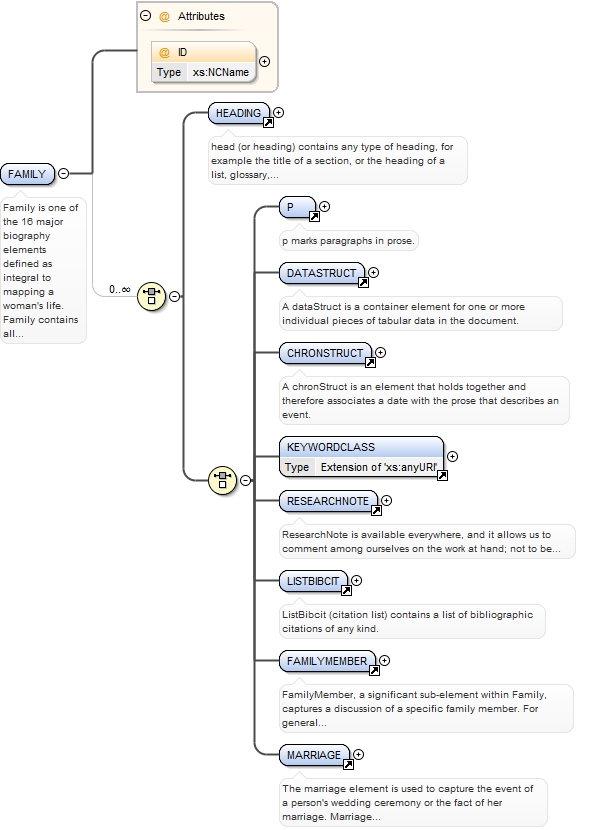 @ Attributes
@ ID
Type xs:NCName
HEADING
head (or heading) contains any type of heading, for
example the title of a section, or the heading of a
list, glossary,...
FAMILY
Family is one of
the 16 major
biography
elements
defined as
integral to
mapping a
woman's life.
Family contains
all...
0..∞
P
p marks paragraphs in prose.
DATASTRUCT
A dataStruct is a container element for one or more
individual pieces of tabular data in the document.
CHRONSTRUCT
A chronStruct is an element that holds together and
therefore associates a date with the prose that describes an
event.
KEYWORDCLASS
Type Extension of 'xs:anyURI'
RESEARCHNOTE
ResearchNote is available everywhere, and it allows us to
comment among ourselves on the work at hand; not to be...
LISTBIBCIT
ListBibcit (citation list) contains a list of bibliographic
citations of any kind.
FAMILYMEMBER
FamilyMember, a significant sub-element within Family,
captures a discussion of a specific family member. For
general...
MARRIAGE
The marriage element is used to capture the event of
a person's wedding ceremony or the fact of her
marriage. Marriage...